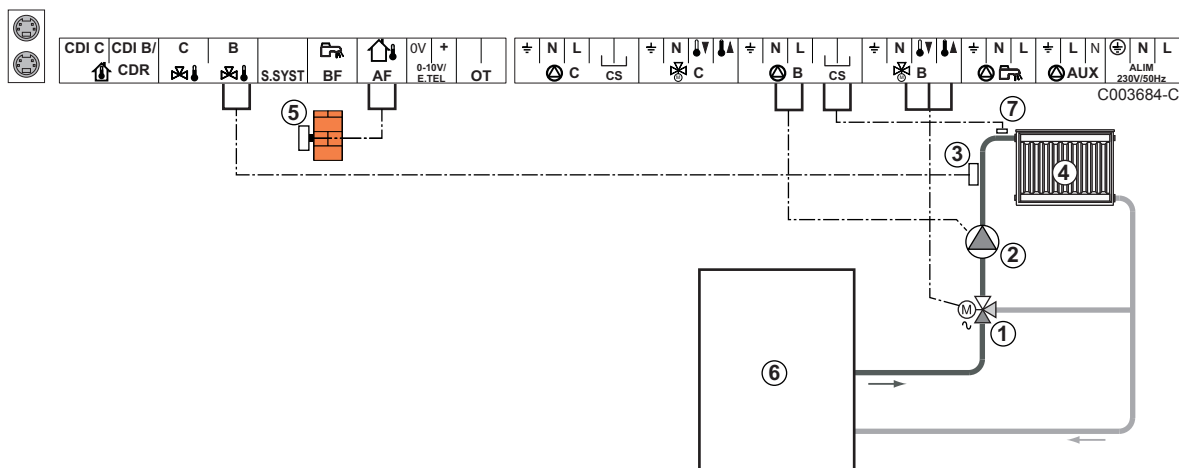 CDI C CDI B/ C B
CDR S.SYST BF AF 0V + 0-10V/ E.TEL OT
⏚ N L C CS
⏚ N C
⏚ N L B CS
⏚ N B
⏚ N L
⏚ L N AUX
N L ALIM 230V/50Hz
C003684-C
5
7
3
4
2
M
1
6